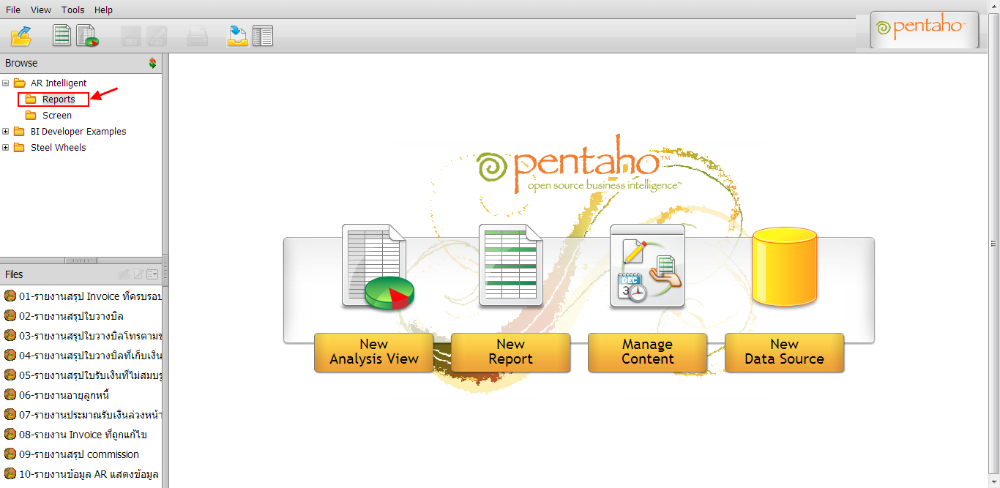 File View Tools Help
pentaho™
Browse
AR Intelligent
Reports
Screen
BI Developer Examples
Steel Wheels
pentaho™
open source business intelligence™
DEC
3
New
Analysis View
New
Report
Manage
Content
New
Data Source
Files
01-รายงานสรุป Invoice ที่ครบรอบ
02-รายงานสรุปใบวางบิล
03-รายงานสรุปใบวางบิลโทรตาม
04-รายงานสรุปใบวางบิลที่เก็บเงิน
05-รายงานสรุปใบรับเงินที่ไม่สมบรู
06-รายงานอายุลูกหนี้
07-รายงานประมาณรับเงินล่วงหน้า
08-รายงาน Invoice ที่ถูกแก้ไข
09-รายงานสรุป commission
10-รายงานข้อมูล AR แสดงข้อมูล